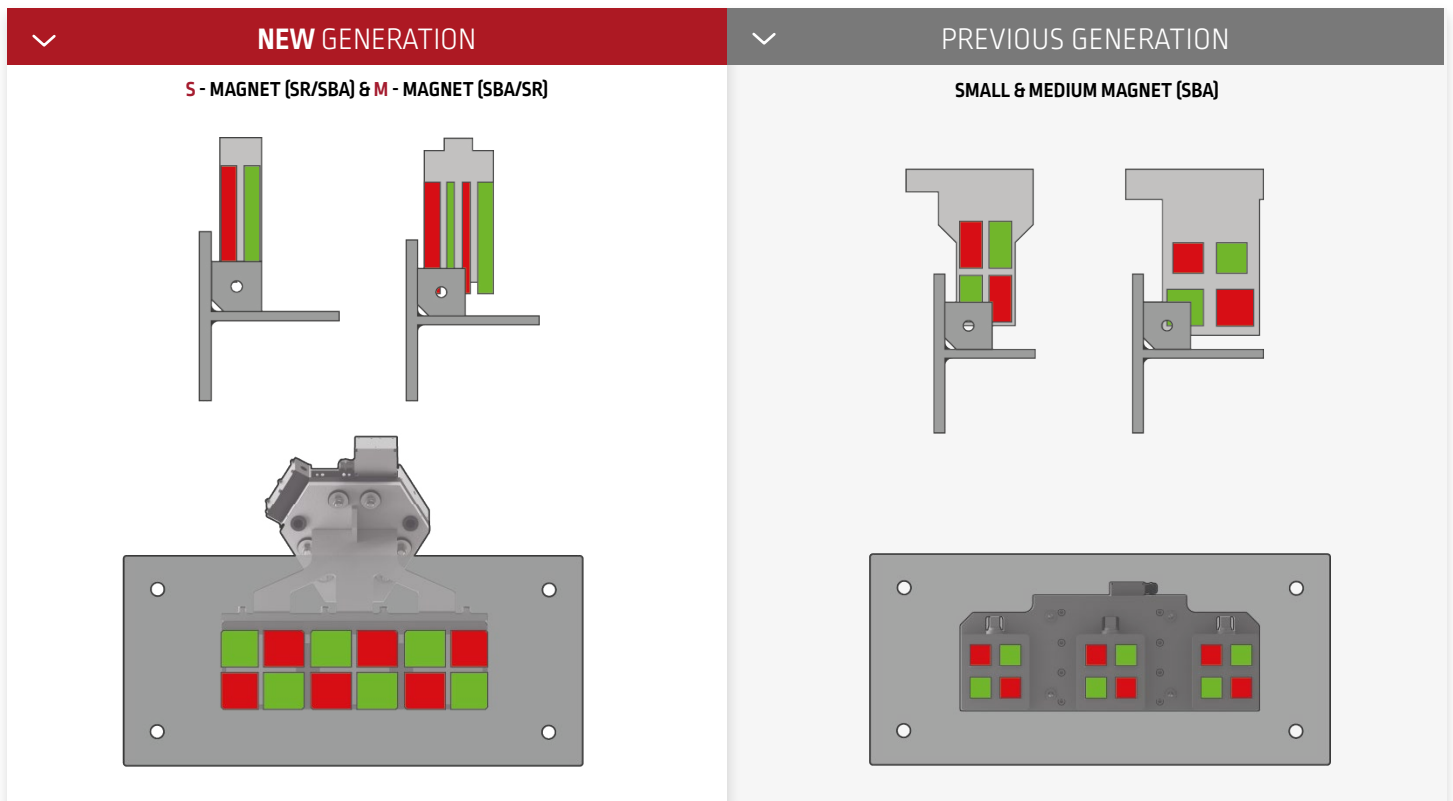 NEW GENERATION
S - MAGNET (SR/SBA) & M - MAGNET (SBA/SR)
PREVIOUS GENERATION
SMALL & MEDIUM MAGNET (SBA)